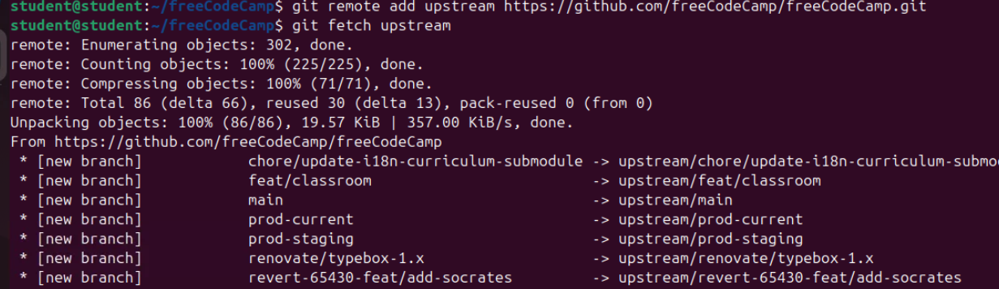 student@student:~/freeCodeCamp$ git remote add upstream https://github.com/freeCodeCamp/freeCodeCamp.git
student@student:~/freeCodeCamp$ git fetch upstream
remote: Enumerating objects: 302, done.
remote: Counting objects: 100% (225/225), done.
remote: Compressing objects: 100% (71/71), done.
remote: Total 86 (delta 66), reused 30 (delta 13), pack-reused 0 (from 0)
Unpacking objects: 100% (86/86), 19.57 KiB | 357.00 KiB/s, done.
From https://github.com/freeCodeCamp/freeCodeCamp
 * [new branch]            chore/update-i18n-curriculum-submodule -> upstream/chore/update-i18n-curriculum-submo
 * [new branch]            feat/classroom                         -> upstream/feat/classroom
 * [new branch]            main                                   -> upstream/main
 * [new branch]            prod-current                           -> upstream/prod-current
 * [new branch]            prod-staging                           -> upstream/prod-staging
 * [new branch]            renovate/typebox-1.x                   -> upstream/renovate/typebox-1.x
 * [new branch]            revert-65430-feat/add-socrates         -> upstream/revert-65430-feat/add-socrates